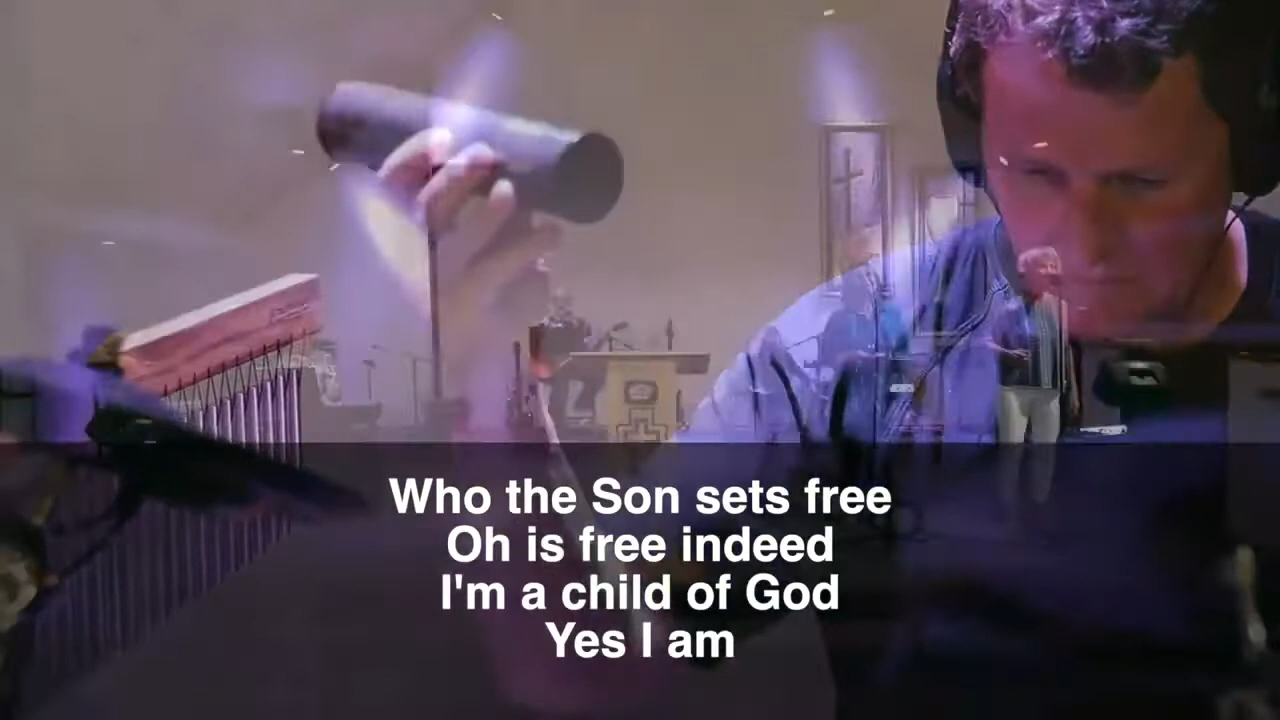 Who the Son sets free
Oh is free indeed
I'm a child of God
Yes I am